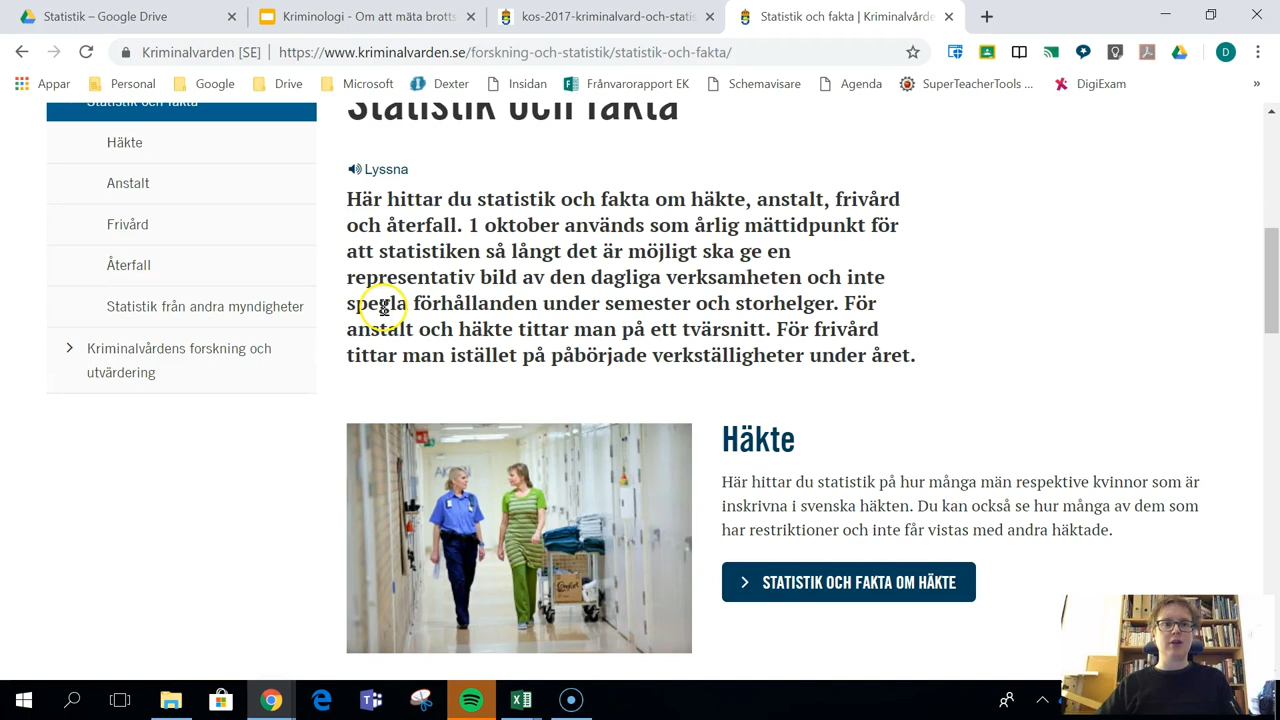 Statistik – Google Drive
Kriminologi - Om att mäta brotts
kos-2017-kriminalvard-och-statis
Statistik och fakta | Kriminalvårde
Kriminalvarden [SE] | https://www.kriminalvarden.se/forskning-och-statistik/statistik-och-fakta/
D
Appar
Personal
Google
Drive
Microsoft
Dexter
Insidan
Frånvarorapport EK
Schemavisare
Agenda
SuperTeacherTools ...
DigiExam
»
Statistik och fakta
Häkte
Anstalt
Frivård
Återfall
Statistik från andra myndigheter
Kriminalvårdens forskning och
utvärdering
Statistik och fakta
Lyssna
Här hittar du statistik och fakta om häkte, anstalt, frivård
och återfall. 1 oktober används som årlig mättidpunkt för
att statistiken så långt det är möjligt ska ge en
representativ bild av den dagliga verksamheten och inte
spegla förhållanden under semester och storhelger. För
anstalt och häkte tittar man på ett tvärsnitt. För frivård
tittar man istället på påbörjade verkställigheter under året.
Häkte
Här hittar du statistik på hur många män respektive kvinnor som är
inskrivna i svenska häkten. Du kan också se hur många av dem som
har restriktioner och inte får vistas med andra häktade.
STATISTIK OCH FAKTA OM HÄKTE